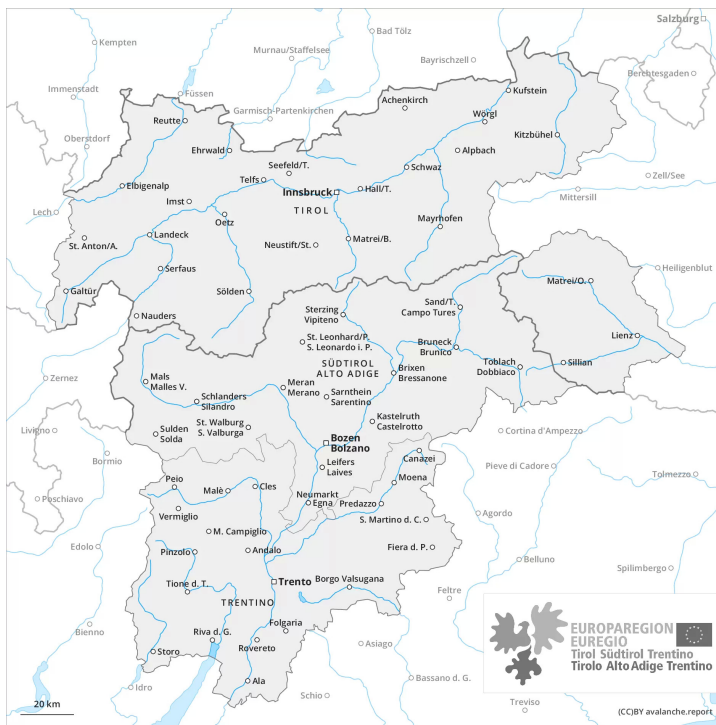 Salzburg
Kempten
Bad Tölz
Murnau/Staffelsee
Bayrischzell
Berchtesgaden
Immenstadt
Füssen
Garmisch-Partenkirchen
Achenkirch
Kufstein
Reutte
Wörgl
Oberstdorf
Ehrwald
Kitzbühel
Alpbach
Seefeld/T.
Schwaz
Zell/See
Telfs
Elbigenalp
Innsbruck
Hall/T.
Mittersill
Imst
TIROL
Lech
Oetz
Mayrhofen
Landeck
St. Anton/A.
Neustift/St.
Matrei/B.
Serfaus
Heiligenblut
Matrei/O.
Galtür
Sölden
Sand/T.
Campo Tures
Nauders
Sterzing
Vipiteno
Lienz
St. Leonhard/P.
S. Leonardo i. P.
Bruneck
Brunico
SÜDTIROL
ALTO ADIGE
Toblach
Dobbiaco
Sillian
Brixen
Bressanone
Zernez
Mals
Malles V.
Meran
Merano
Schlanders
Silandro
Sarnthein
Sarentino
St. Walburg
S. Valburga
Kastelruth
Castelrotto
Livigno
Sulden
Solda
Cortina d'Ampezzo
Bozen
Bolzano
Bormio
Canazei
Leifers
Laives
Pieve di Cadore
Peio
Moena
Tolmezzo
Malè
Cles
Neumarkt
Egna
Predazzo
Poschiavo
Vermiglio
Agordo
S. Martino d. C.
M. Campiglio
Edolo
Pinzolo
Andalo
Fiera d. P.
Belluno
Spilimbergo
Trento
Borgo Valsugana
Tione d. T.
Feltre
TRENTINO
Bienno
Folgaria
Riva d. G.
Rovereto
Asiago
Storo
Ala
Bassano d. G.
Idro
Schio
Treviso
EUROPAREGION
EUREGIO
Tirol Südtirol Trentino
Tirolo Alto Adige Trentino
20 km
(CC)BY avalanche.report